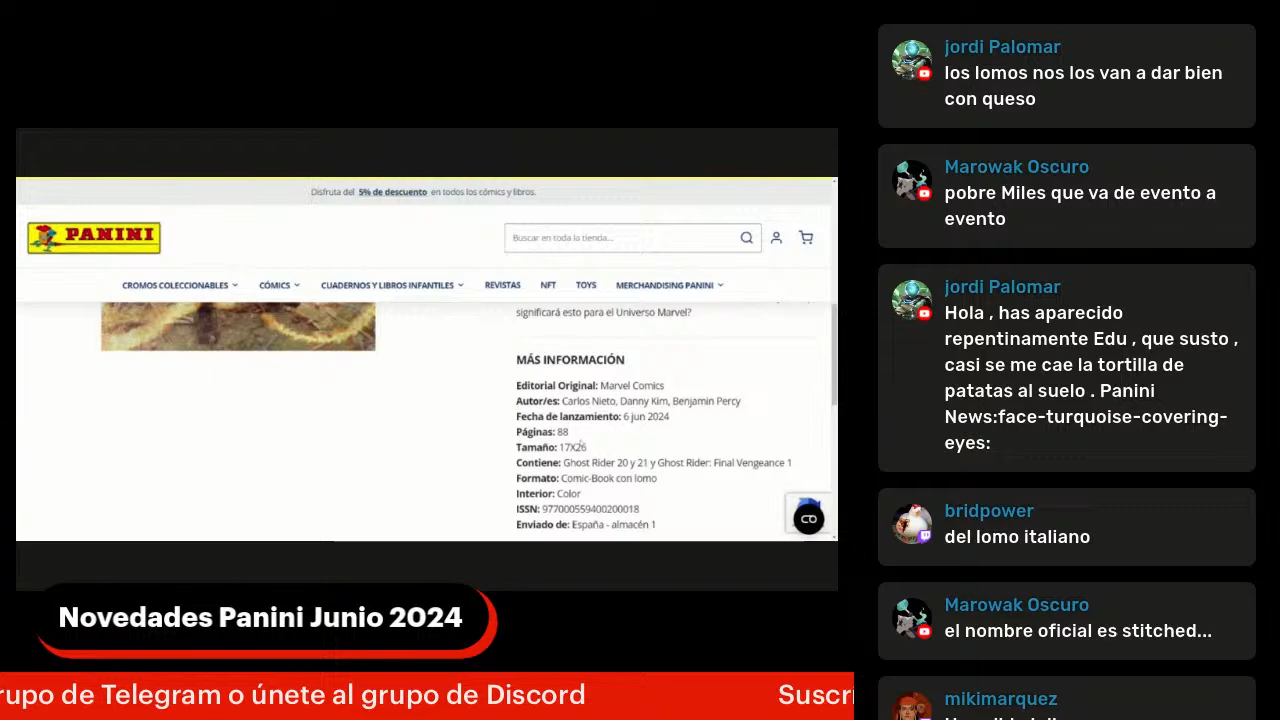 Disfruta del 5% de descuento en todos los cómics y libros.
PANINI
Buscar en toda la tienda...
CROMOS COLECCIONABLES
CÓMICS
CUADERNOS Y LIBROS INFANTILES
REVISTAS
NFT
TOYS
MERCHANDISING PANINI
significará esto para el Universo Marvel?
MÁS INFORMACIÓN
Editorial Original: Marvel Comics
Autor/es: Carlos Nieto, Danny Kim, Benjamin Percy
Fecha de lanzamiento: 6 jun 2024
Páginas: 88
Tamaño: 17X26
Contiene: Ghost Rider 20 y 21 y Ghost Rider: Final Vengeance 1
Formato: Comic-Book con lomo
Interior: Color
ISSN: 977000559400200018
Enviado de: España - almacén 1
Novedades Panini Junio 2024
rupo de Telegram o únete al grupo de Discord
Suscri
jordi Palomar
los lomos nos los van a dar bien
con queso
Marowak Oscuro
pobre Miles que va de evento a
evento
jordi Palomar
Hola , has aparecido
repentinamente Edu , que susto ,
casi se me cae la tortilla de
patatas al suelo . Panini
News:face-turquoise-covering-
eyes:
bridpower
del lomo italiano
Marowak Oscuro
el nombre oficial es stitched...
mikimarquez